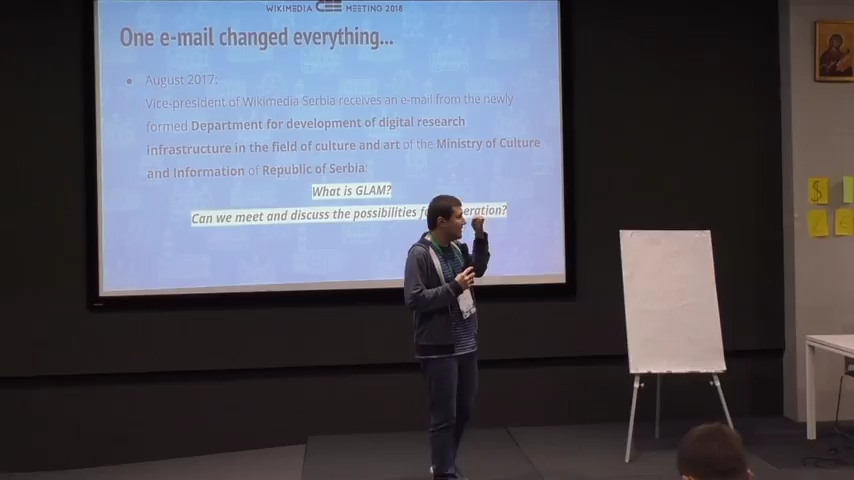 WIKIMEDIA CEE MEETING 2018
One e-mail changed everything...
August 2017:
Vice-president of Wikimedia Serbia receives an e-mail from the newly
formed Department for development of digital research
infrastructure in the field of culture and art of the Ministry of Culture
and Information of Republic of Serbia:
What is GLAM?
Can we meet and discuss the possibilities